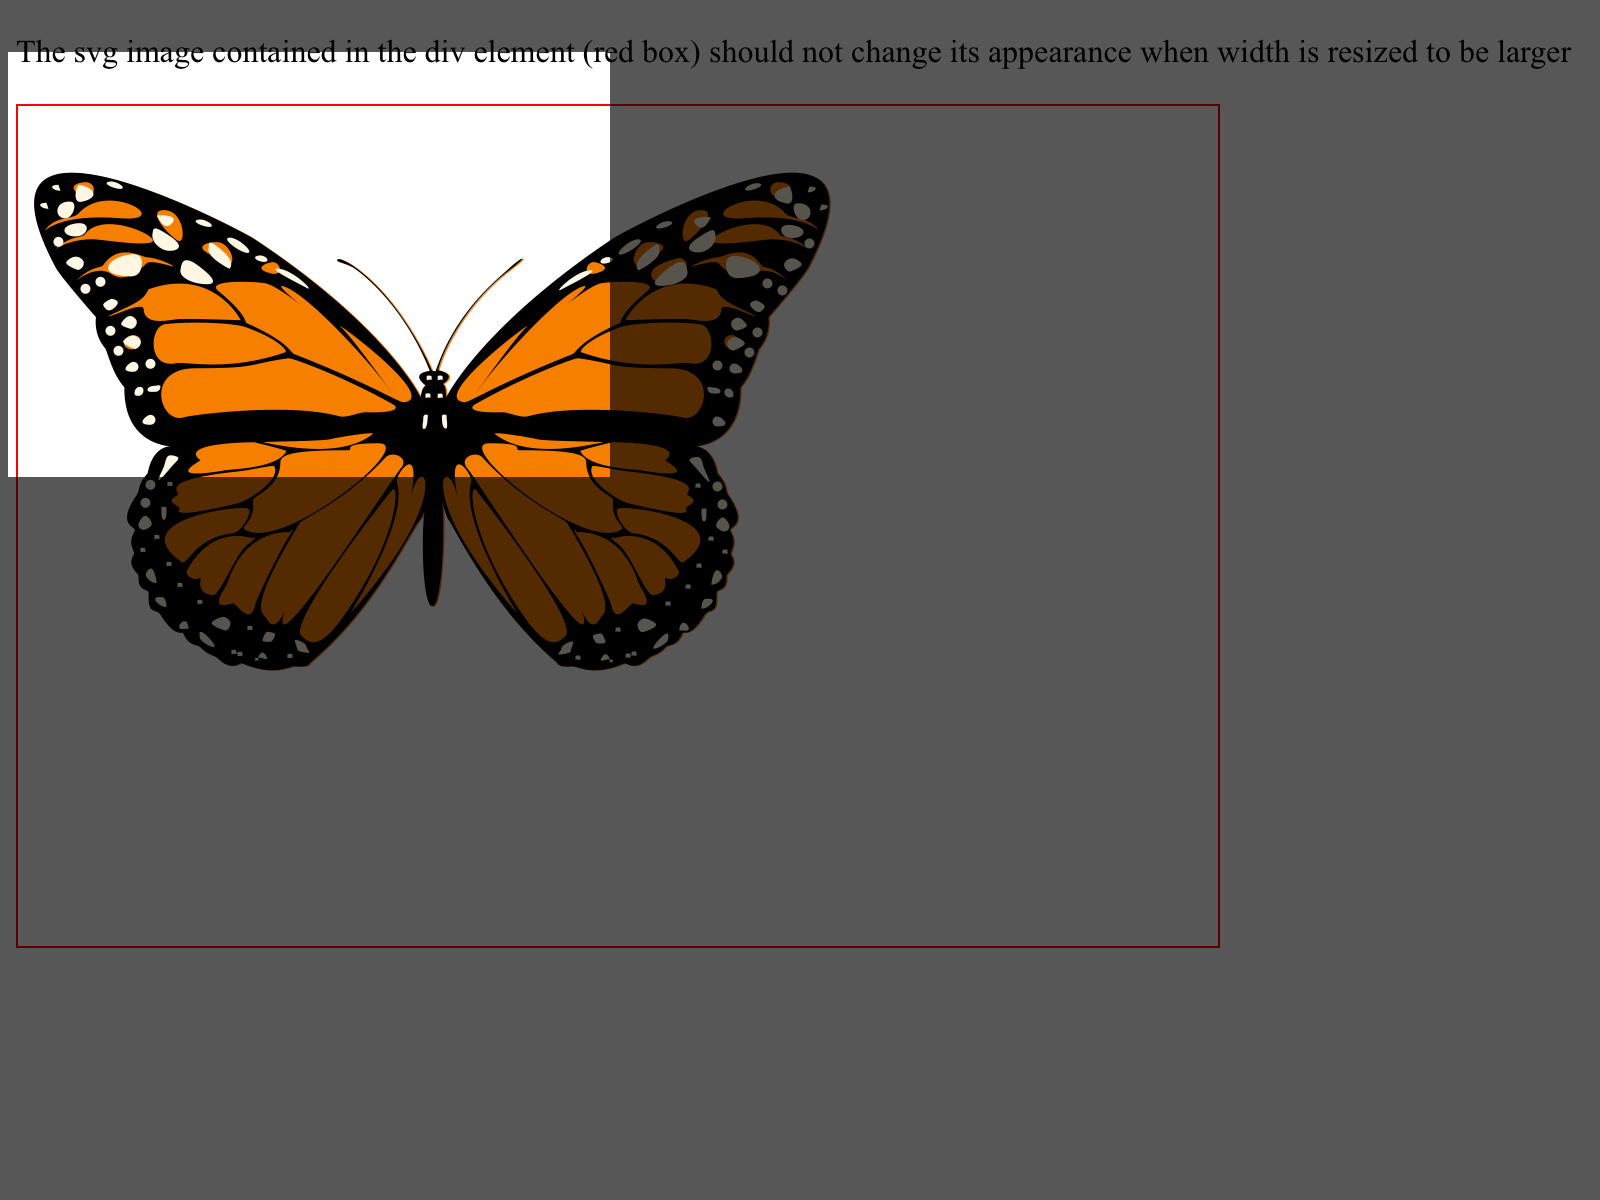 The svg image contained in the div element (red box) should not change its appearance when width is resized to be larger